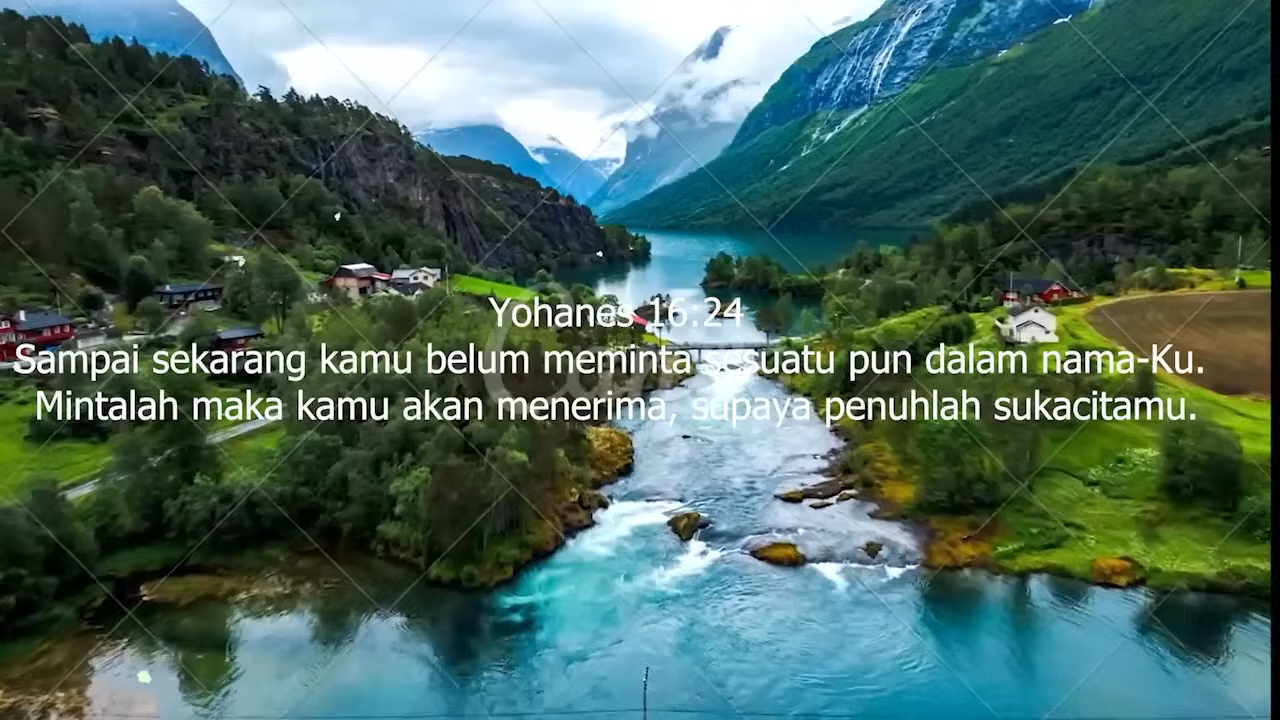 Yohanes 16:24
Sampai sekarang kamu belum meminta sesuatu pun dalam nama-Ku.
Mintalah maka kamu akan menerima, supaya penuhlah sukacitamu.